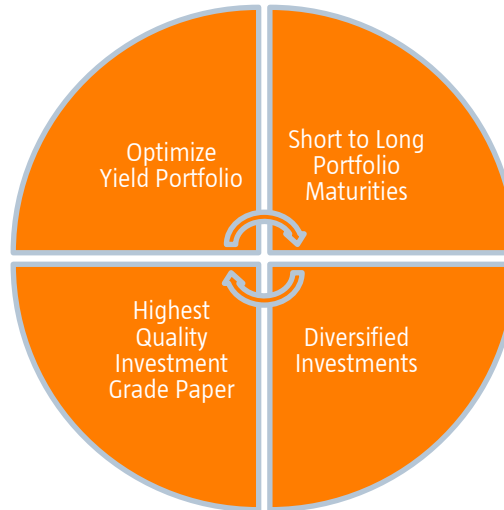 Optimize
Yield Portfolio
Short to Long
Portfolio
Maturities
Highest
Quality
Investment
Grade Paper
Diversified
Investments